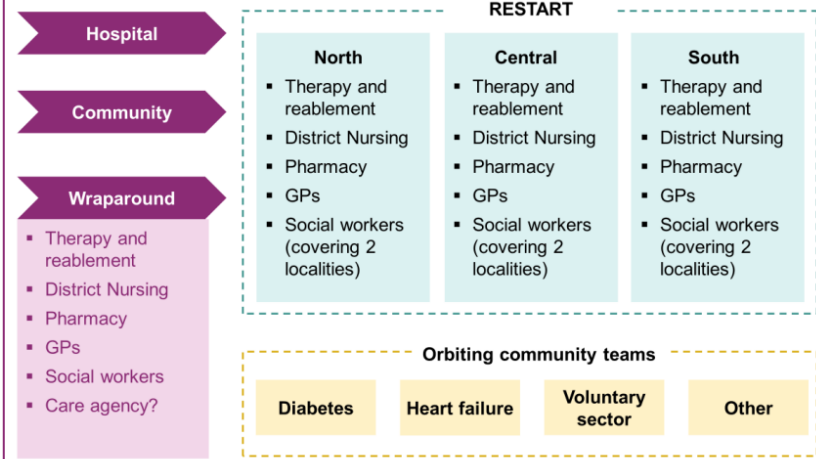 Hospital
Community
Wraparound
▪ Therapy and
reablement
▪ District Nursing
▪ Pharmacy
▪ GPs
▪ Social workers
▪ Care agency?
RESTART
North
▪ Therapy and
reablement
▪ District Nursing
▪ Pharmacy
▪ GPs
▪ Social workers
(covering 2
localities)
Central
▪ Therapy and
reablement
▪ District Nursing
▪ Pharmacy
▪ GPs
▪ Social workers
(covering 2
localities)
South
▪ Therapy and
reablement
▪ District Nursing
▪ Pharmacy
▪ GPs
▪ Social workers
(covering 2
localities)
Orbiting community teams
Diabetes
Heart failure
Voluntary
sector
Other